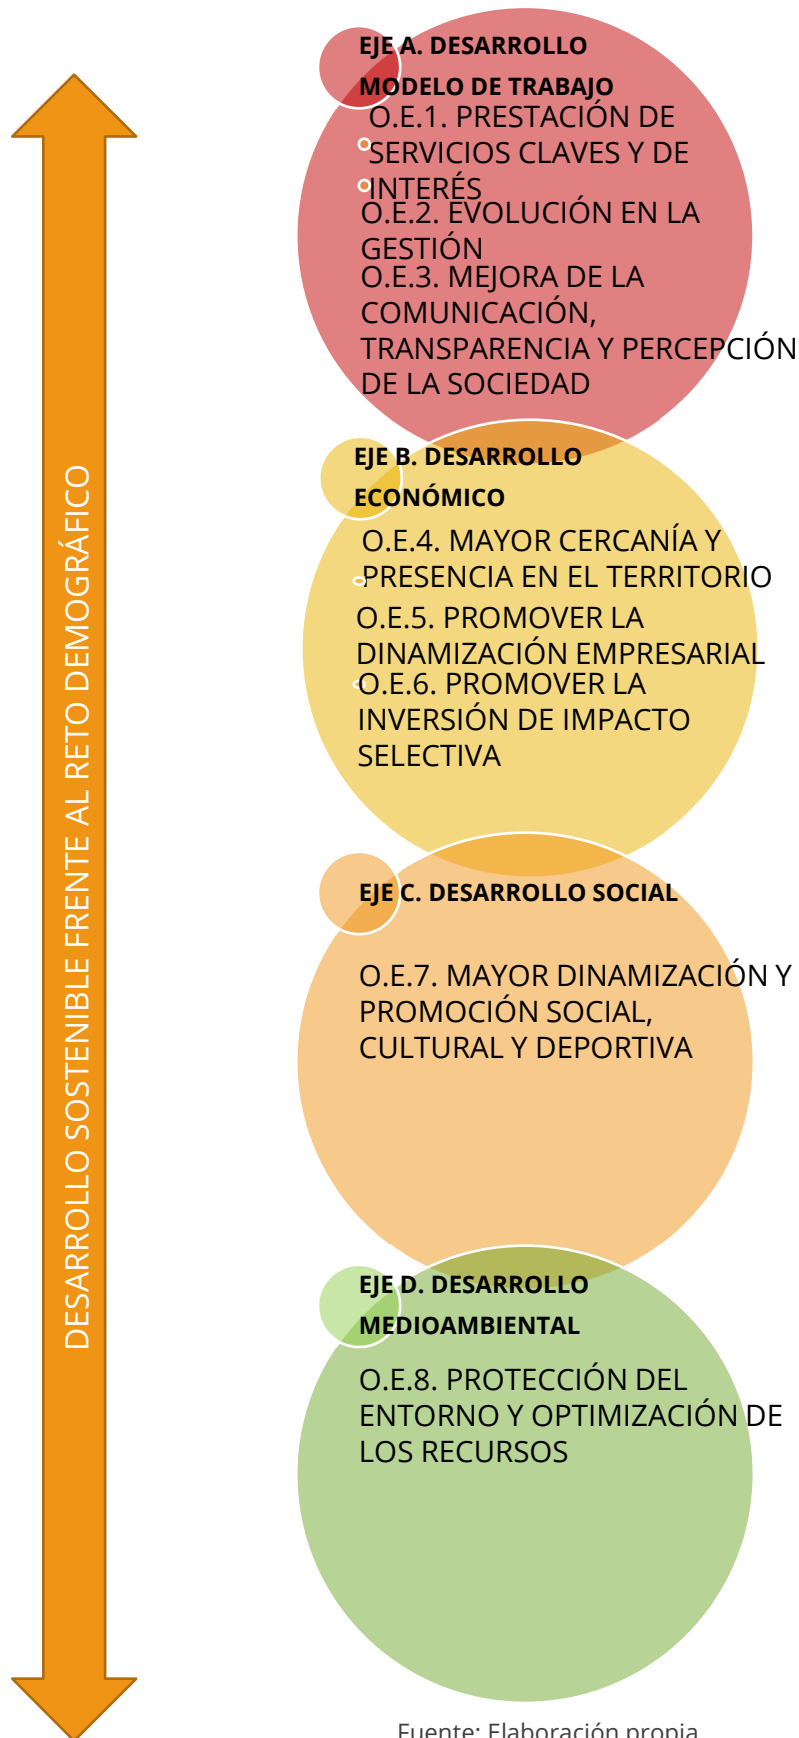 DESARROLLO SOSTENIBLE FRENTE AL RETO DEMOGRÁFICO
EJE A. DESARROLLO
MODELO DE TRABAJO
O.E.1. PRESTACIÓN DE
SERVICIOS CLAVES Y DE
INTERÉS
O.E.2. EVOLUCIÓN EN LA
GESTIÓN
O.E.3. MEJORA DE LA
COMUNICACIÓN,
TRANSPARENCIA Y PERCEPCIÓN
DE LA SOCIEDAD
EJE B. DESARROLLO
ECONÓMICO
O.E.4. MAYOR CERCANÍA Y
PRESENCIA EN EL TERRITORIO
O.E.5. PROMOVER LA
DINAMIZACIÓN EMPRESARIAL
O.E.6. PROMOVER LA
INVERSIÓN DE IMPACTO
SELECTIVA
EJE C. DESARROLLO SOCIAL
O.E.7. MAYOR DINAMIZACIÓN Y
PROMOCIÓN SOCIAL,
CULTURAL Y DEPORTIVA
EJE D. DESARROLLO
MEDIOAMBIENTAL
O.E.8. PROTECCIÓN DEL
ENTORNO Y OPTIMIZACIÓN DE
LOS RECURSOS
Fuente: Elaboración propia